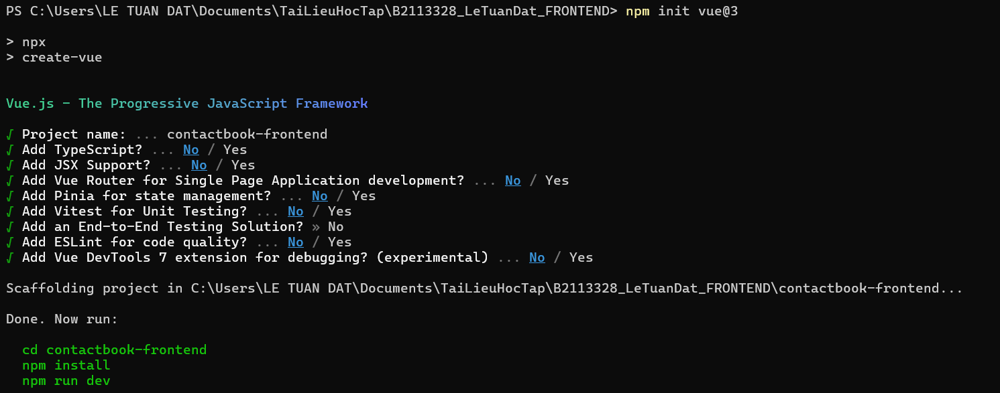 PS C:\Users\LE TUAN DAT\Documents\TaiLieuHocTap\B2113328_LeTuanDat_FRONTEND> npm init vue@3
> npx
> create-vue
Vue.js - The Progressive JavaScript Framework
√ Project name: ... contactbook-frontend
√ Add TypeScript? ... No / Yes
√ Add JSX Support? ... No / Yes
√ Add Vue Router for Single Page Application development? ... No / Yes
√ Add Pinia for state management? ... No / Yes
√ Add Vitest for Unit Testing? ... No / Yes
√ Add an End-to-End Testing Solution? » No
√ Add ESLint for code quality? ... No / Yes
√ Add Vue DevTools 7 extension for debugging? (experimental) ... No / Yes
Scaffolding project in C:\Users\LE TUAN DAT\Documents\TaiLieuHocTap\B2113328_LeTuanDat_FRONTEND\contactbook-frontend...
Done. Now run:
cd contactbook-frontend
npm install
npm run dev